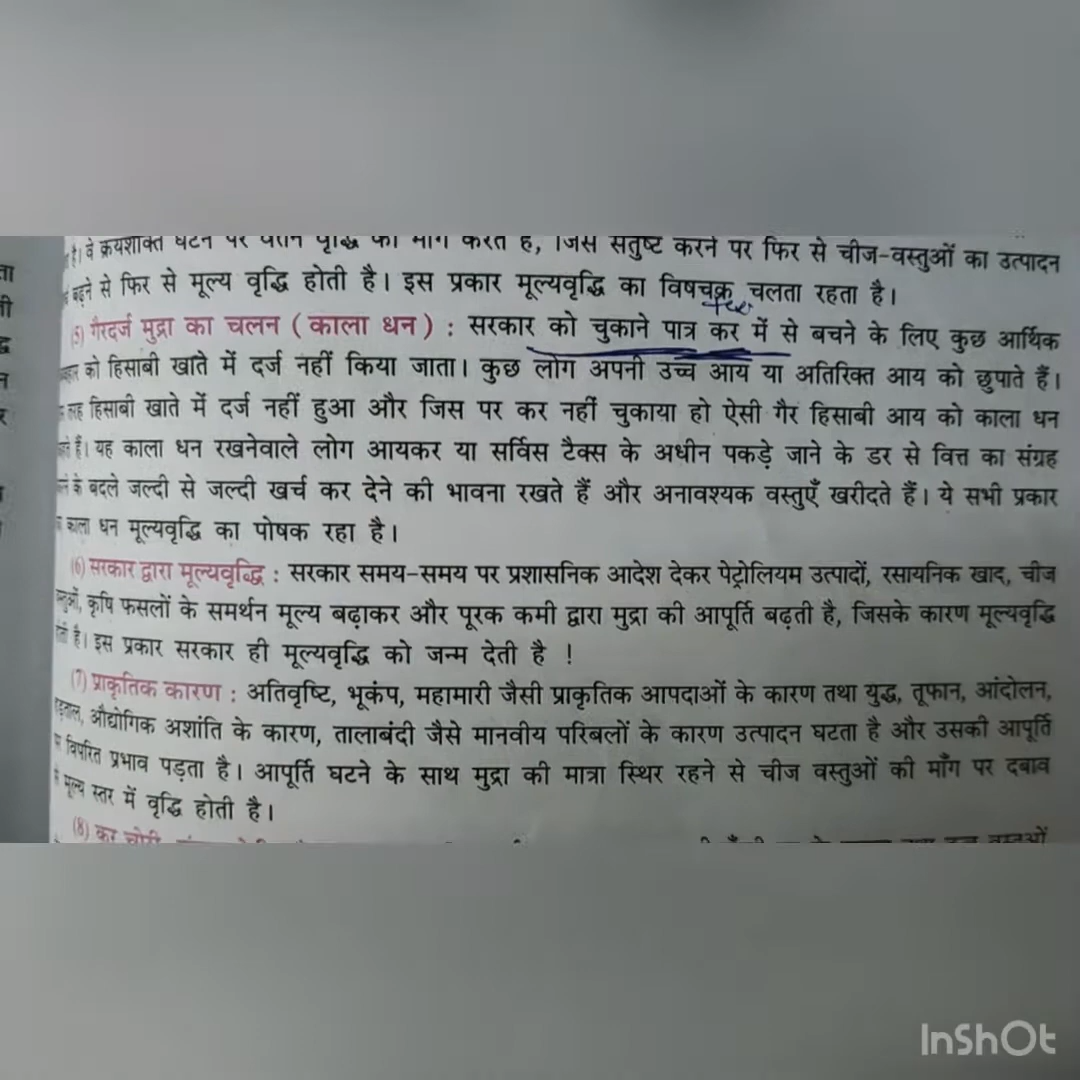 है। वे क्रयशक्ति घटने पर वेतन वृद्धि की माँग करते हैं, जिसे संतुष्ट करने पर फिर से चीज-वस्तुओं का उत्पादन
बढ़ने से फिर से मूल्य वृद्धि होती है। इस प्रकार मूल्यवृद्धि का विषचक्र चलता रहता है।
(5) गैरदर्ज मुद्रा का चलन (काला धन) : सरकार को चुकाने पात्र कर में से बचने के लिए कुछ आर्थिक
को हिसाबी खाते में दर्ज नहीं किया जाता। कुछ लोग अपनी उच्च आय या अतिरिक्त आय को छुपाते हैं।
तरह हिसाबी खाते में दर्ज नहीं हुआ और जिस पर कर नहीं चुकाया हो ऐसी गैर हिसाबी आय को काला धन
हैं। यह काला धन रखनेवाले लोग आयकर या सर्विस टैक्स के अधीन पकड़े जाने के डर से वित्त का संग्रह
के बदले जल्दी से जल्दी खर्च कर देने की भावना रखते हैं और अनावश्यक वस्तुएँ खरीदते हैं। ये सभी प्रकार
काला धन मूल्यवृद्धि का पोषक रहा है।
(6) सरकार द्वारा मूल्यवृद्धि : सरकार समय-समय पर प्रशासनिक आदेश देकर पेट्रोलियम उत्पादों, रसायनिक खाद, चीज
वस्तुओं, कृषि फसलों के समर्थन मूल्य बढ़ाकर और पूरक कमी द्वारा मुद्रा की आपूर्ति बढ़ती है, जिसके कारण मूल्यवृद्धि
होती है। इस प्रकार सरकार ही मूल्यवृद्धि को जन्म देती है !
(7) प्राकृतिक कारण : अतिवृष्टि, भूकंप, महामारी जैसी प्राकृतिक आपदाओं के कारण तथा युद्ध, तूफान, आंदोलन,
हड़ताल, औद्योगिक अशांति के कारण, तालाबंदी जैसे मानवीय परिबलों के कारण उत्पादन घटता है और उसकी आपूर्ति
विपरित प्रभाव पड़ता है। आपूर्ति घटने के साथ मुद्रा की मात्रा स्थिर रहने से चीज वस्तुओं की माँग पर दबाव
से मूल्य स्तर में वृद्धि होती है।
(8) कर चोरी,
InShOt